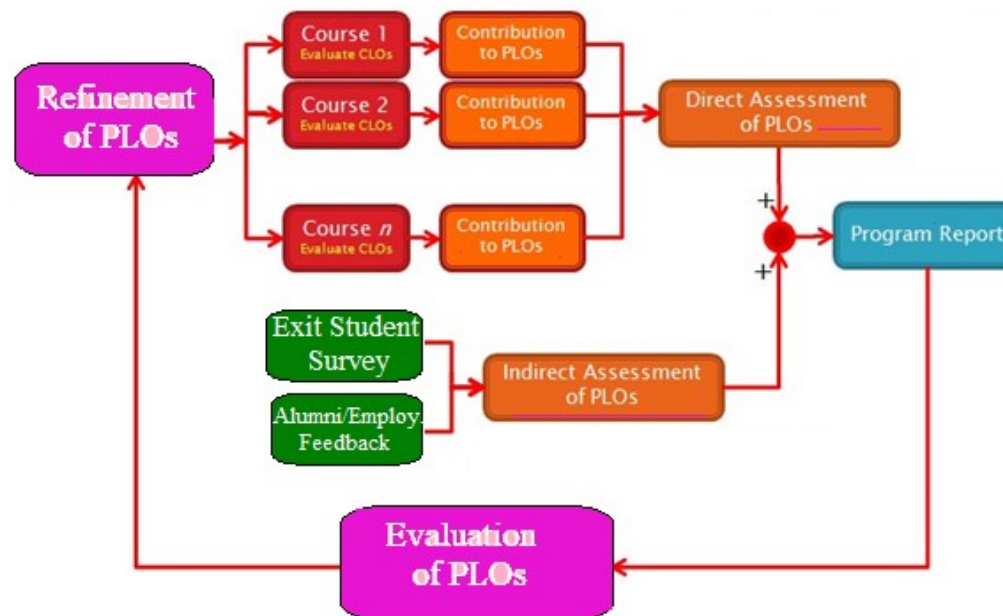 Refinement
of PLOs
Course 1
Evaluate CLOs
Contribution
to PLOs
Course 2
Evaluate CLOs
Contribution
to PLOs
Course n
Evaluate CLOs
Contribution
to PLOs
Direct Assessment
of PLOs
+
+
Program Report
Exit Student
Survey
Alumni/Employ.
Feedback
Indirect Assessment
of PLOs
Evaluation
of PLOs